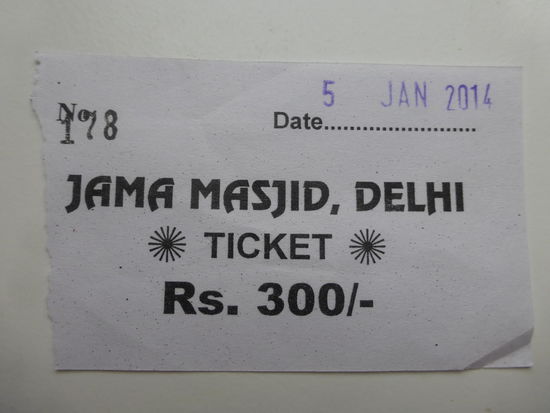 No. 178
Date......................... 5 JAN 2014
JAMA MASJID, DELHI
TICKET
Rs. 300/-